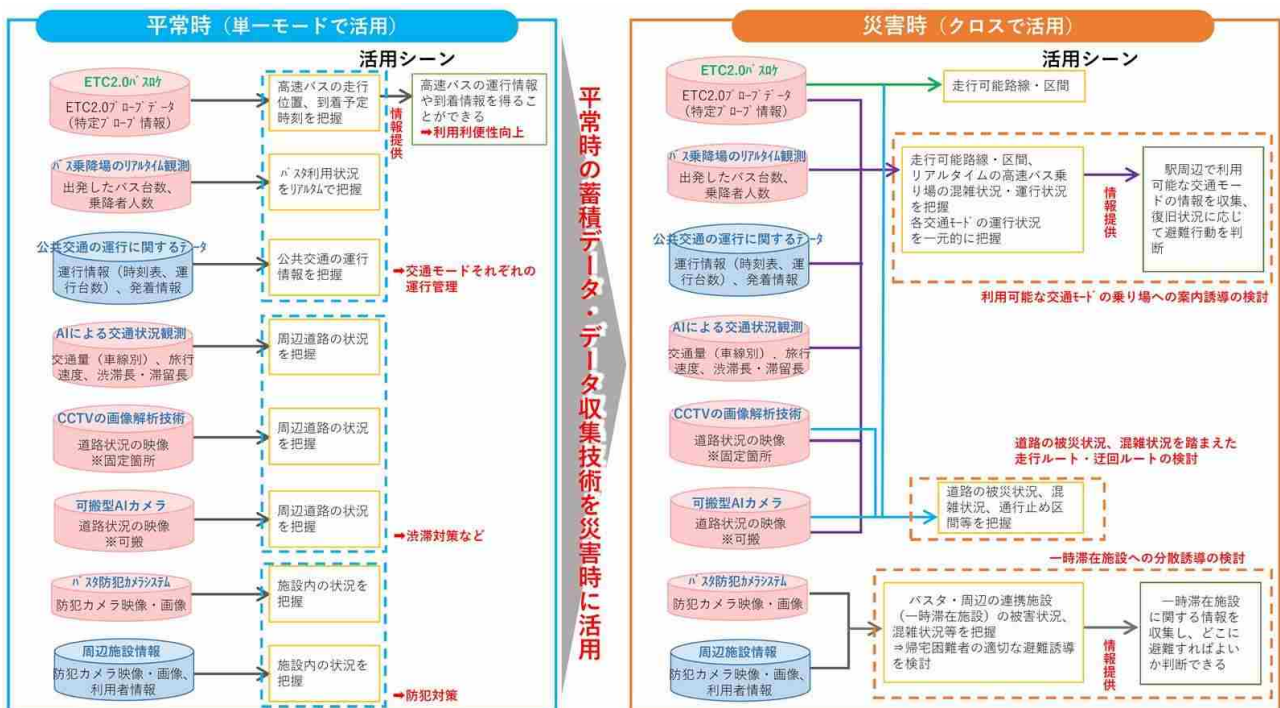 平常時（単一モードで活用）
活用シーン
ETC2.0ﾊﾞｽﾛｹ
ETC2.0ﾌﾟﾛｰﾌﾞﾃﾞｰﾀ
（特定ﾌﾟﾛｰﾌﾞ情報）
高速バスの走行
位置、到着予定
時刻を把握
情報提供
高速バスの運行情報
や到着情報を得るこ
とができる
➡利用利便性向上
ﾊﾞｽ乗降場のﾘｱﾙﾀｲﾑ観測
出発したバス台数、
乗降者人数
ﾊﾞｽﾀ利用状況
をﾘｱﾙﾀﾑで把握
公共交通の運行に関するﾃﾞｰﾀ
運行情報（時刻表、運
行台数）、発着情報
公共交通の運行
情報を把握
➡交通モードそれぞれの
運行管理
AIによる交通状況観測
交通量（車線別）、旅行
速度、渋滞長・滞留長
周辺道路の状況
を把握
CCTVの画像解析技術
道路状況の映像
※固定箇所
周辺道路の状況
を把握
可搬型AIカメラ
道路状況の映像
※可搬
周辺道路の状況
を把握
➡渋滞対策など
ﾊﾞｽﾀ防犯ｶﾒﾗｼｽﾃﾑ
防犯カメラ映像・画像
施設内の状況を
把握
周辺施設情報
防犯カメラ映像・画像、
利用者情報
施設内の状況を
把握
➡防犯対策
平常時の蓄積データ・データ収集技術を災害時に活用
災害時（クロスで活用）
活用シーン
ETC2.0ﾊﾞｽﾛｹ
ETC2.0ﾌﾟﾛｰﾌﾞﾃﾞｰﾀ
（特定ﾌﾟﾛｰﾌﾞ情報）
走行可能路線・区間
ﾊﾞｽ乗降場のﾘｱﾙﾀｲﾑ観測
出発したバス台数、
乗降者人数
走行可能路線・区間、
リアルタイムの高速バス乗
り場の混雑状況・運行状況
を把握
各交通ﾓｰﾄﾞの運行状況
を一元的に把握
情報提供
駅周辺で利用
可能な交通モー
ドの情報を収集、
復旧状況に応じ
て避難行動を判
断
公共交通の運行に関するﾃﾞｰﾀ
運行情報（時刻表、運
行台数）、発着情報
利用可能な交通ﾓｰﾄﾞの乗り場への案内誘導の検討
AIによる交通状況観測
交通量（車線別）、旅行
速度、渋滞長・滞留長
CCTVの画像解析技術
道路状況の映像
※固定箇所
道路の被災状況、混雑状況を踏まえた
走行ルート・迂回ルートの検討
可搬型AIカメラ
道路状況の映像
※可搬
道路の被災状況、混
雑状況、通行止め区
間等を把握
一時滞在施設への分散誘導の検討
ﾊﾞｽﾀ防犯ｶﾒﾗｼｽﾃﾑ
防犯カメラ映像・画像
周辺施設情報
防犯カメラ映像・画像、
利用者情報
バスタ・周辺の連携施設
（一時滞在施設）の被害状況、
混雑状況等を把握
⇒帰宅困難者の適切な避難誘導
を検討
情報提供
一時滞在施設
に関する情報を
収集し、どこに
避難すればよい
か判断できる